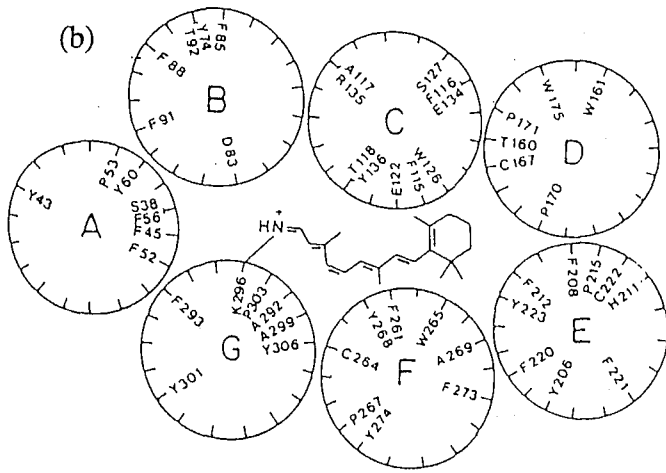 (b)
F85
Y74
T92
F88
F91
D83
B
A117
R135
S127
F116
E134
T118
Y136
E122
W126
F115
C
W175
W161
P171
T160
C167
P170
D
P53
Y60
Y43
S38
F56
F45
F52
A
HN
+
K296
P303
A292
A299
Y306
F293
Y301
G
F261
Y268
W265
C264
A269
F273
P267
Y274
F
F208
P215
C222
H211
F212
Y223
F220
Y206
F221
E